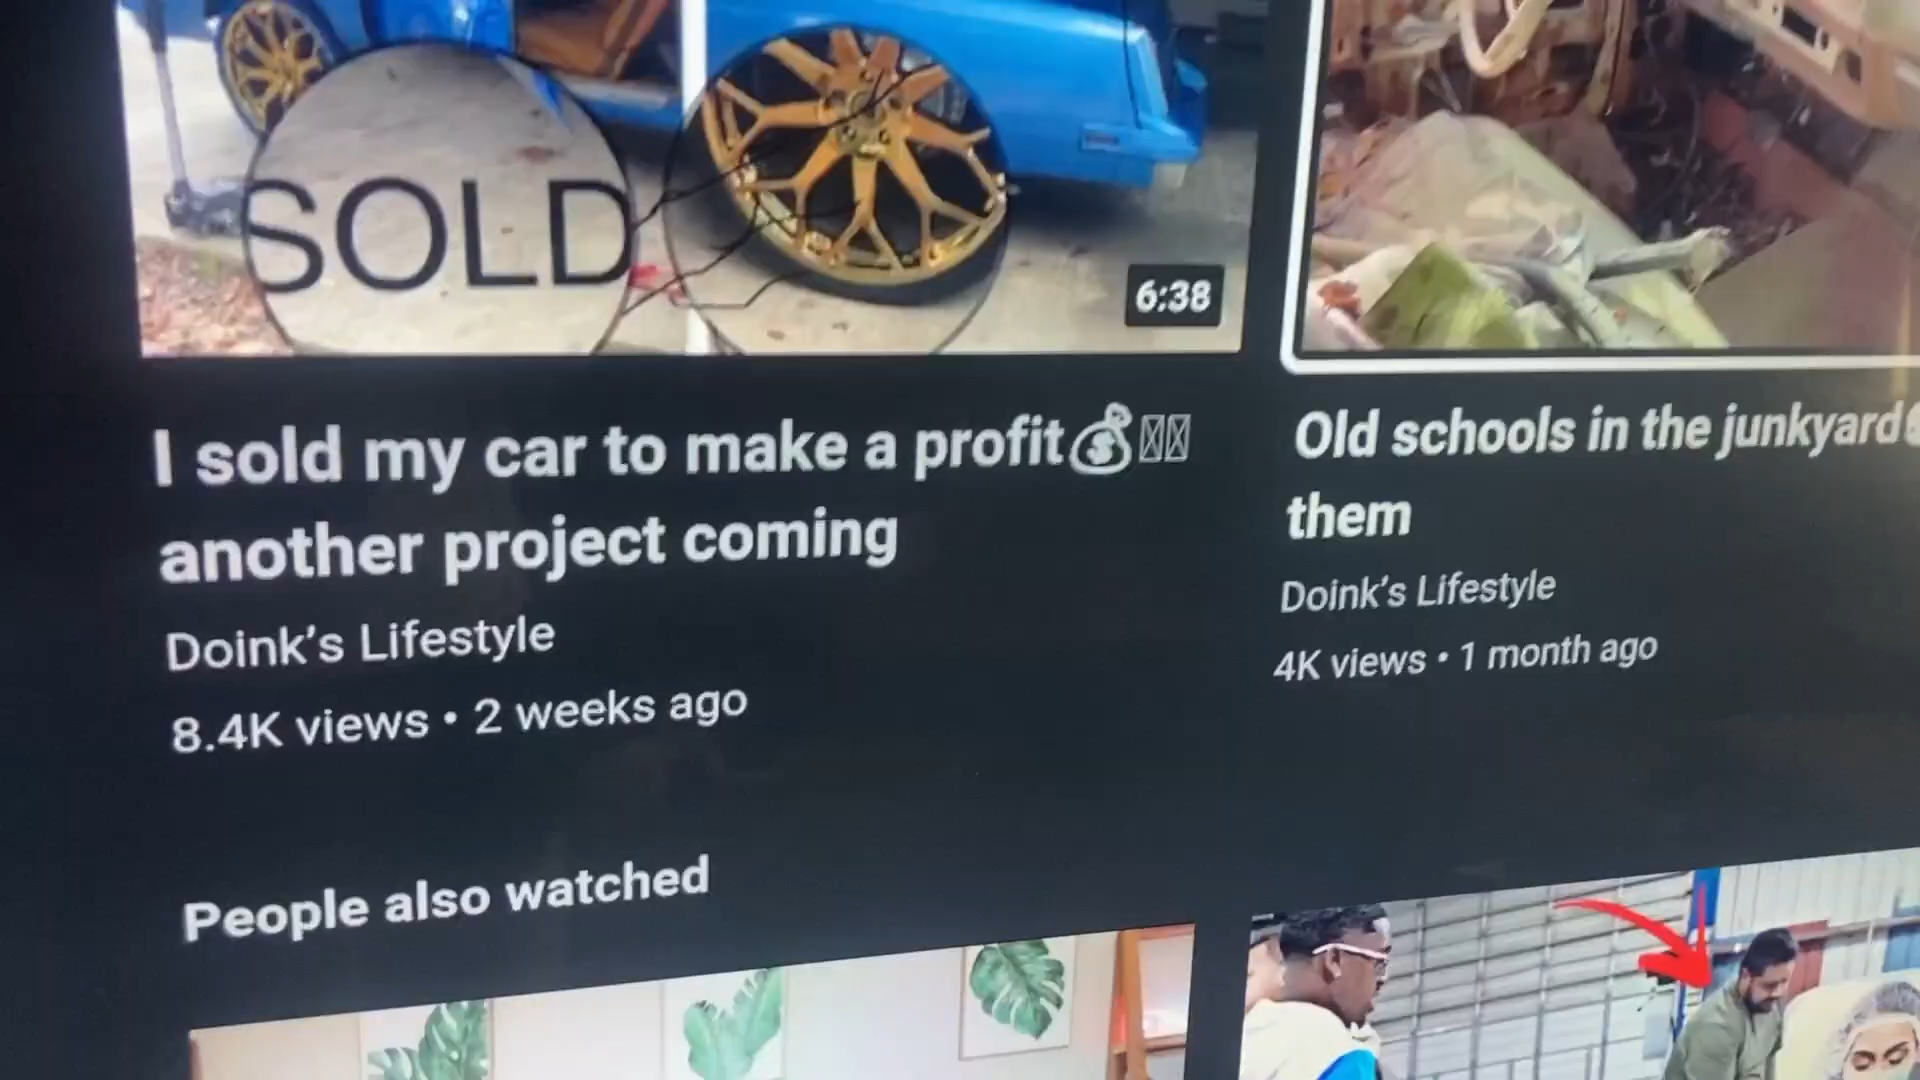 SOLD
6:38
I sold my car to make a profit💰
another project coming
Doink's Lifestyle
8.4K views • 2 weeks ago
Old schools in the junkyard
them
Doink's Lifestyle
4K views • 1 month ago
People also watched